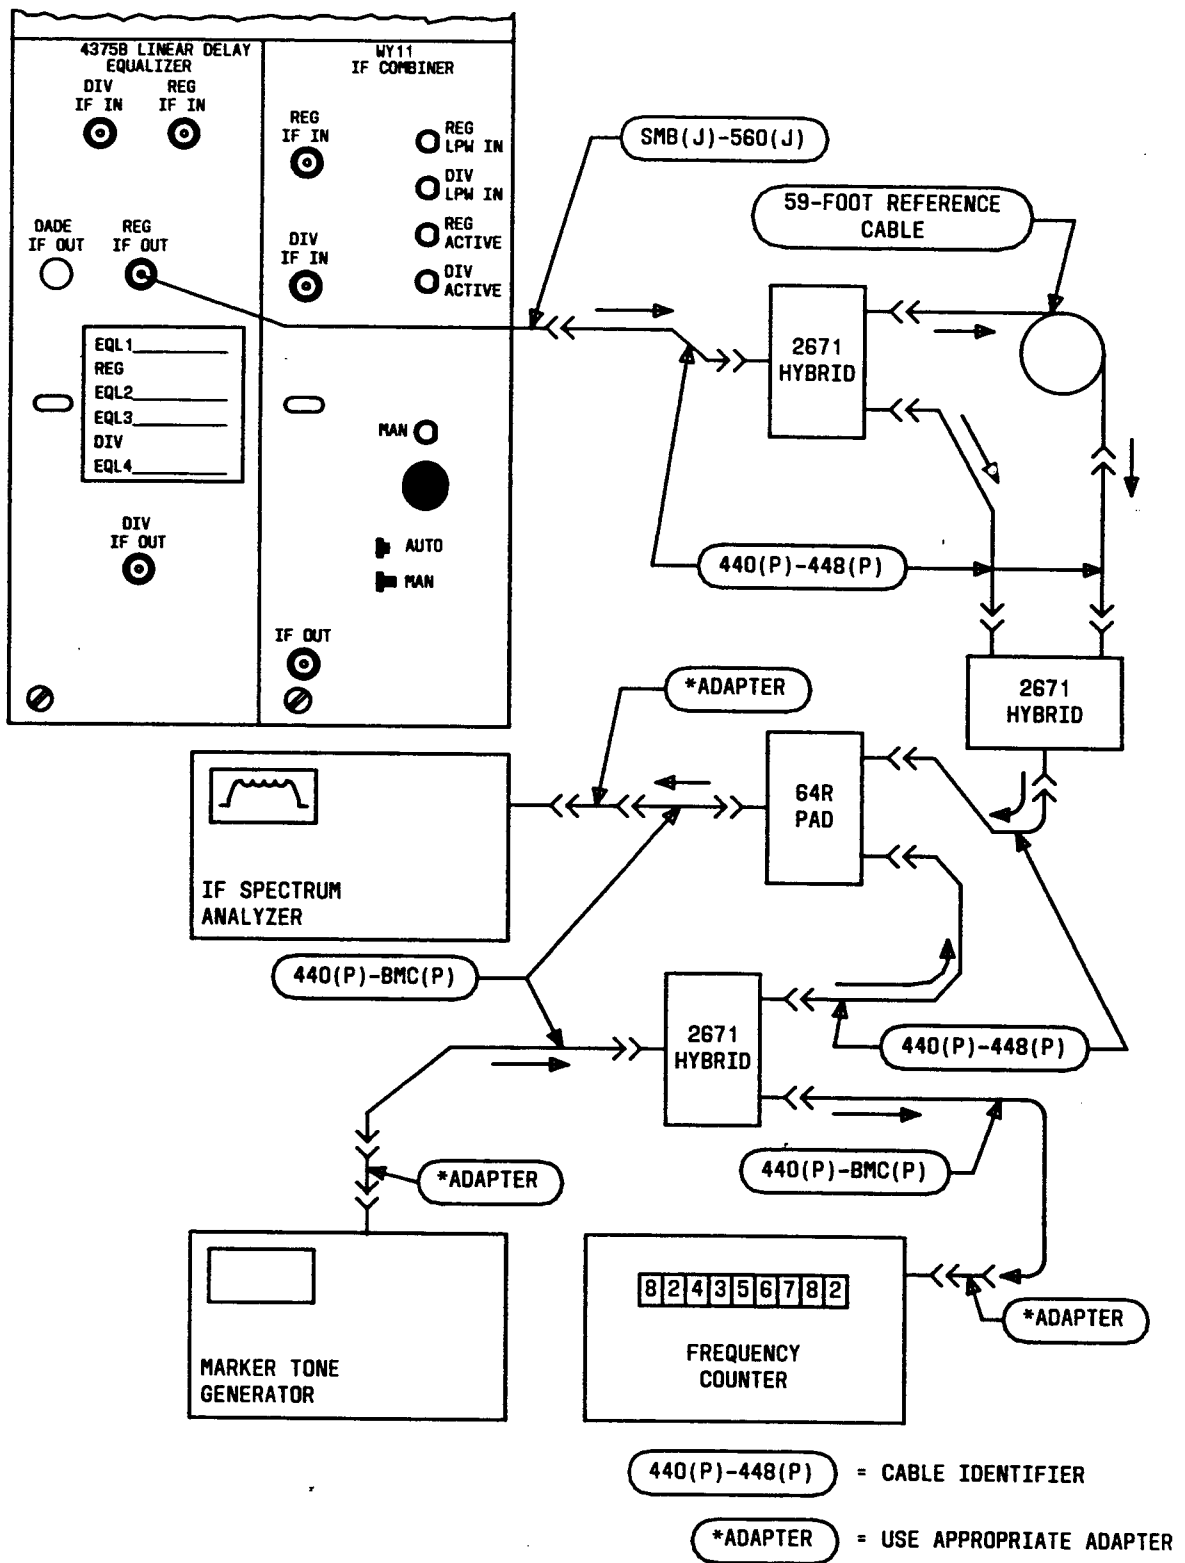 4375B LINEAR DELAY
EQUALIZER
DIV
IF IN
REG
IF IN
DADE
IF OUT
REG
IF OUT
EQL1
REG
EQL2
EQL3
DIV
EQL4
DIV
IF OUT
WY11
IF COMBINER
REG
IF IN
DIV
IF IN
REG
LPW IN
DIV
LPW IN
REG
ACTIVE
DIV
ACTIVE
MAN
AUTO
MAN
IF OUT
SMB(J)-560(J)
59-FOOT REFERENCE
CABLE
2671
HYBRID
440(P)-448(P)
2671
HYBRID
*ADAPTER
64R
PAD
IF SPECTRUM
ANALYZER
440(P)-BMC(P)
2671
HYBRID
440(P)-448(P)
440(P)-BMC(P)
*ADAPTER
MARKER TONE
GENERATOR
824356782
FREQUENCY
COUNTER
*ADAPTER
440(P)-448(P) = CABLE IDENTIFIER
*ADAPTER = USE APPROPRIATE ADAPTER